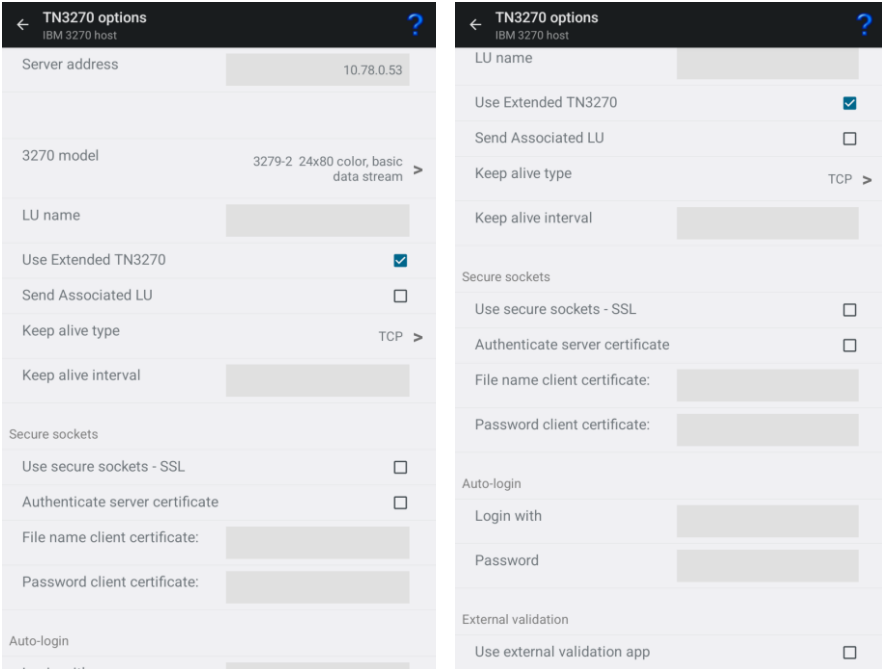 TN3270 options
IBM 3270 host
?
Server address
10.78.0.53
3270 model
3279-2 24x80 color, basic
data stream >
LU name
Use Extended TN3270
Send Associated LU
Keep alive type
TCP >
Keep alive interval
Secure sockets
Use secure sockets - SSL
Authenticate server certificate
File name client certificate:
Password client certificate:
Auto-login
TN3270 options
IBM 3270 host
?
LU name
Use Extended TN3270
Send Associated LU
Keep alive type
TCP >
Keep alive interval
Secure sockets
Use secure sockets - SSL
Authenticate server certificate
File name client certificate:
Password client certificate:
Auto-login
Login with
Password
External validation
Use external validation app